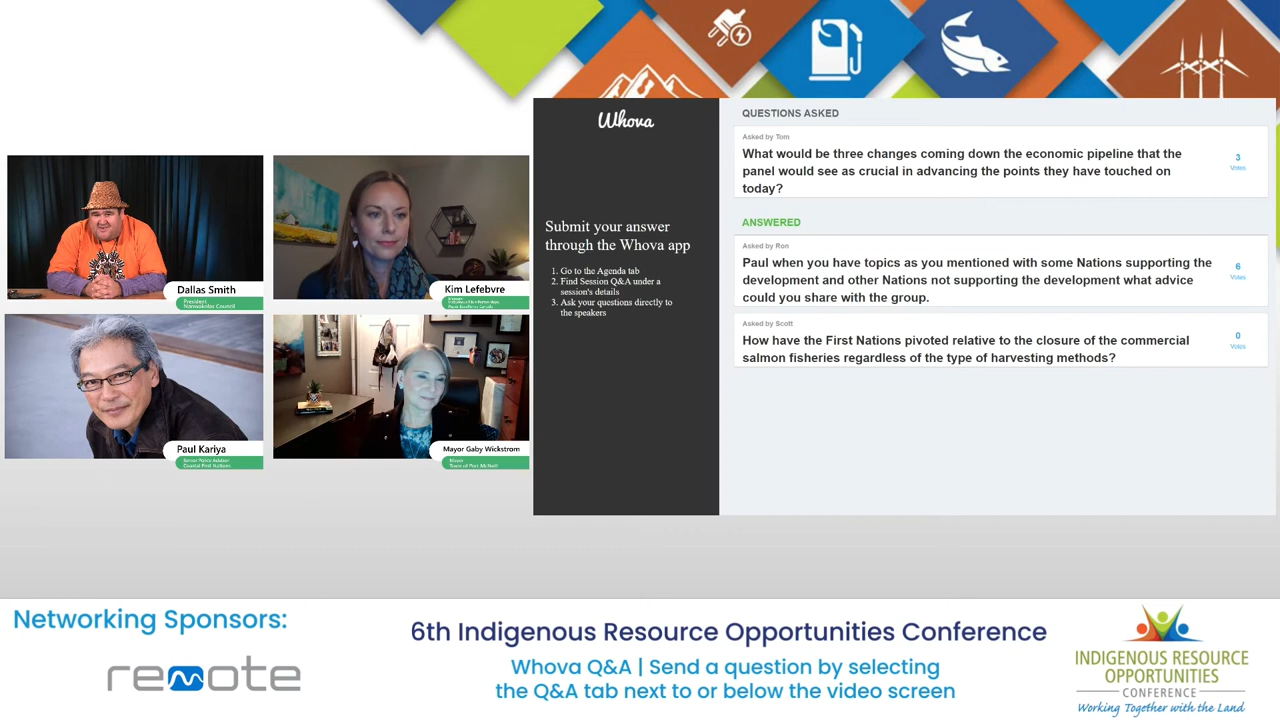 Whova
Submit your answer
through the Whova app
1. Go to the Agenda tab
2. Find Session Q&A under a
session's details
3. Ask your questions directly to
the speakers
QUESTIONS ASKED
Asked by Tom
What would be three changes coming down the economic pipeline that the
panel would see as crucial in advancing the points they have touched on
today?
3
Votes
ANSWERED
Asked by Ron
Paul when you have topics as you mentioned with some Nations supporting the
development and other Nations not supporting the development what advice
could you share with the group.
6
Votes
Asked by Scott
How have the First Nations pivoted relative to the closure of the commercial
salmon fisheries regardless of the type of harvesting methods?
0
Votes
Dallas Smith
President
Nanwakolas Council
Kim Lefebvre
Paul Kariya
Senior Policy Advisor
Coastal First Nations
Mayor Gaby Wickstrom
Mayor
Town of Port McNeill
Networking Sponsors:
remote
6th Indigenous Resource Opportunities Conference
Whova Q&A | Send a question by selecting
the Q&A tab next to or below the video screen
INDIGENOUS RESOURCE
OPPORTUNITIES
CONFERENCE
Working Together with the Land